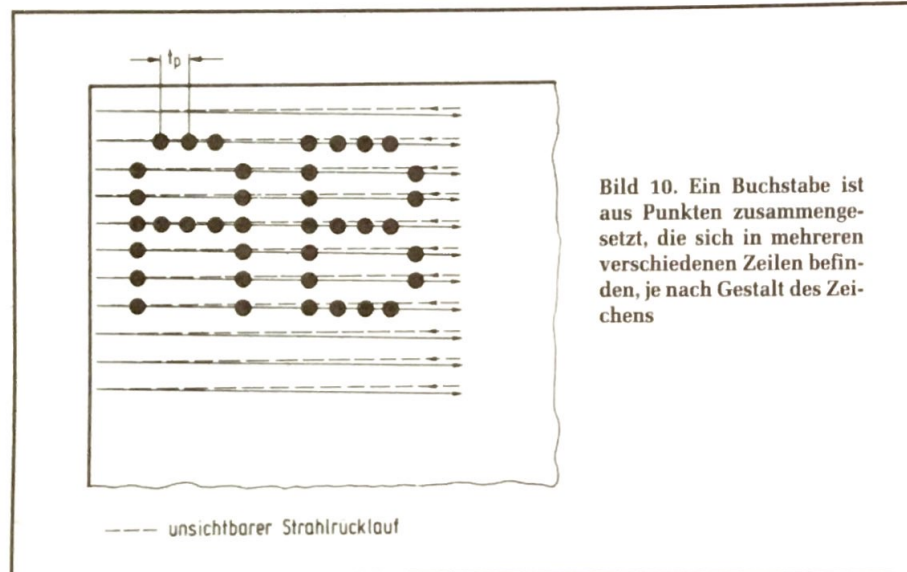 tp
Bild 10. Ein Buchstabe ist
aus Punkten zusammenge-
setzt, die sich in mehreren
verschiedenen Zeilen befin-
den, je nach Gestalt des Zei-
chens
unsichtbarer Strahlrücklauf